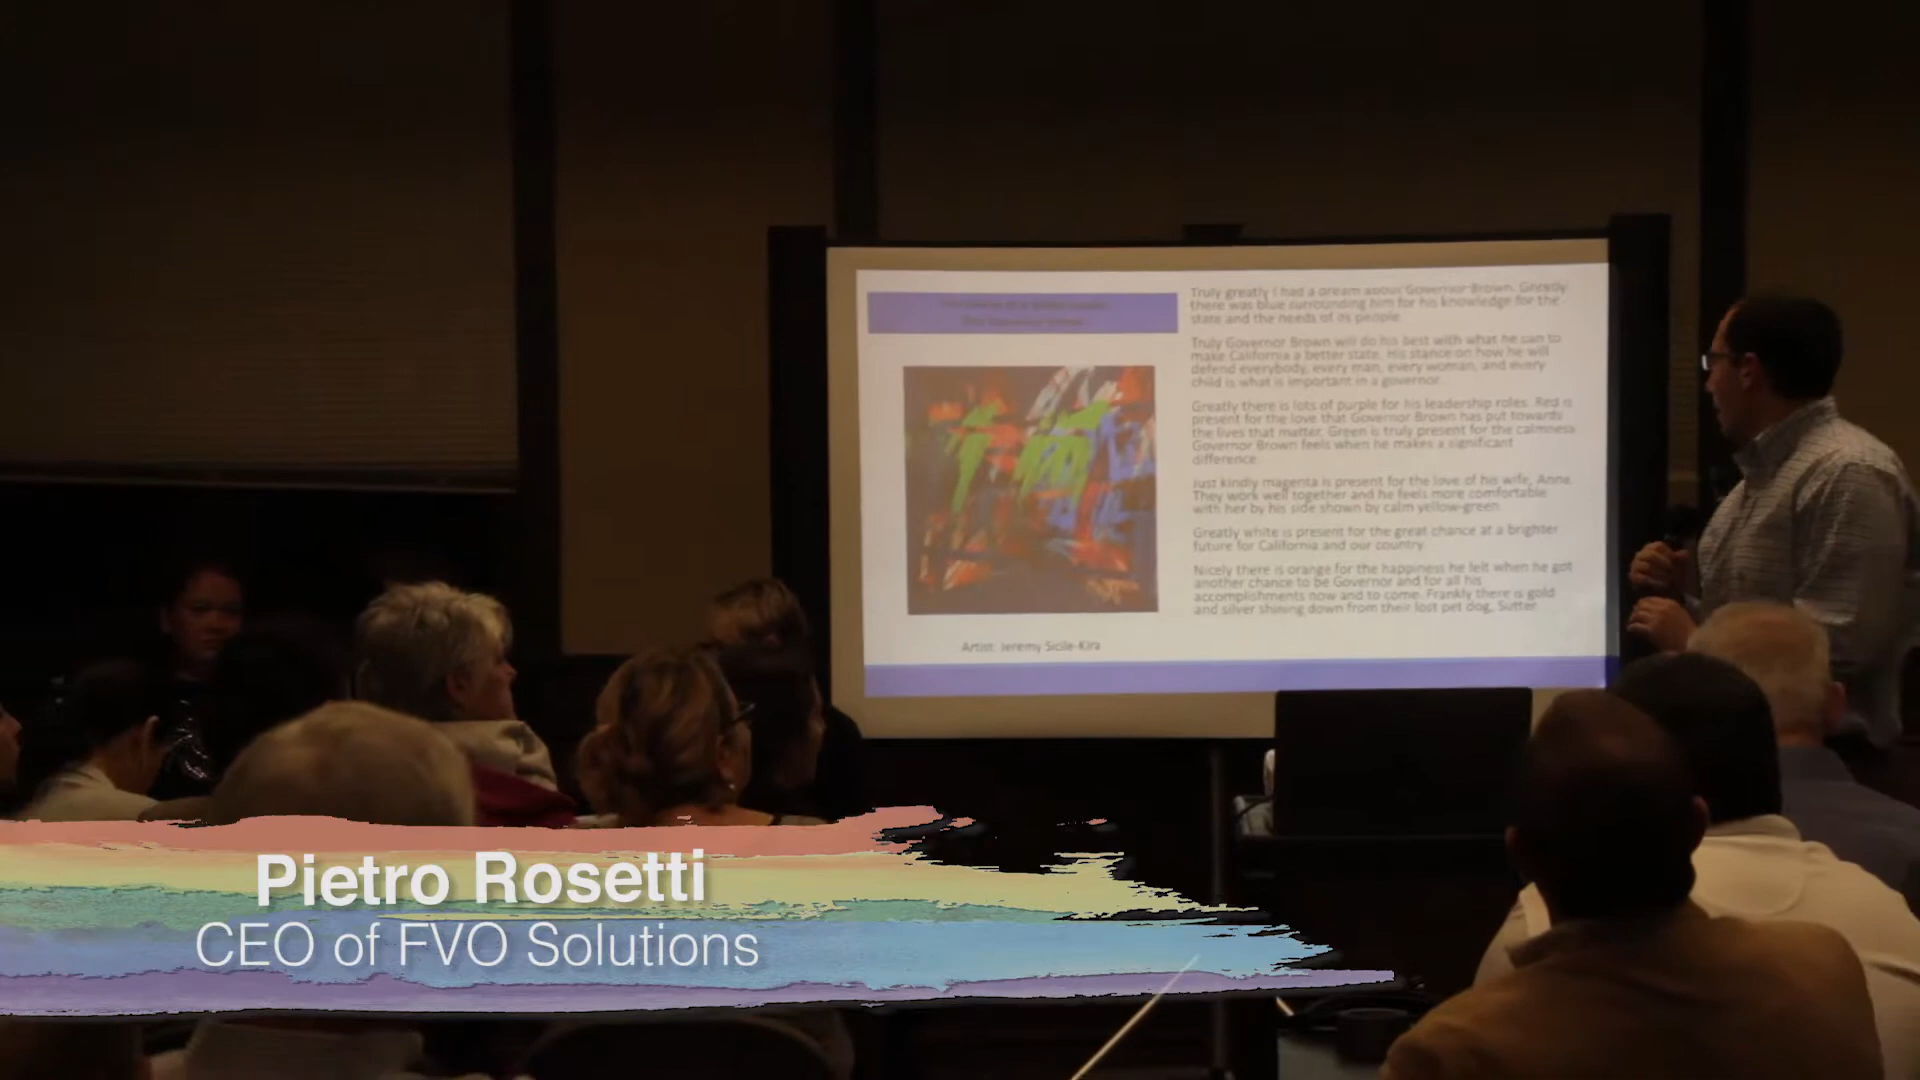 Truly greatly I had a dream about Governor Brown. Ghostly
there was blue surrounding him for his knowledge for the
state and the needs of its people.
Truly Governor Brown will do his best with what he can to
make California a better state. His stance on how he will
defend everybody, every man, every woman, and every
child is what is important in a governor.
Greatly there is lots of purple for his leadership roles. Red is
present for the love that Governor Brown has put towards
the lives that matter. Green is truly present for the calmness
Governor Brown feels when he makes a significant
difference.
Just kindly magenta is present for the love of his wife, Anne.
They work well together and he feels more comfortable
with her by his side shown by calm yellow-green.
Greatly white is present for the great chance at a brighter
future for California and our country.
Nicely there is orange for the happiness he felt when he got
another chance to be Governor and for all his
accomplishments now and to come. Frankly there is gold
and silver shining down from their lost pet dog, Sutter.
Artist: Jeremy Sicile-Kira
Pietro Rosetti
CEO of FVO Solutions